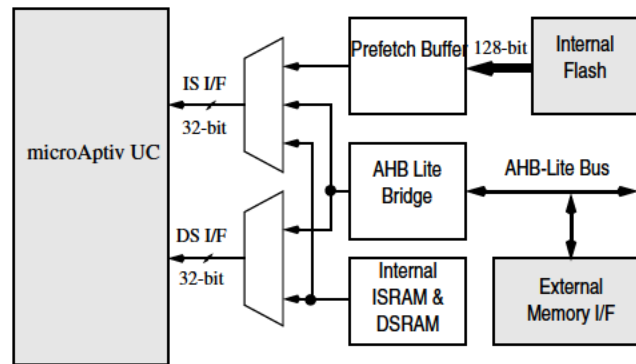 microAptiv UC
IS I/F
32-bit
DS I/F
32-bit
Prefetch Buffer
128-bit
Internal
Flash
AHB Lite
Bridge
AHB-Lite Bus
Internal
ISRAM &
DSRAM
External
Memory I/F